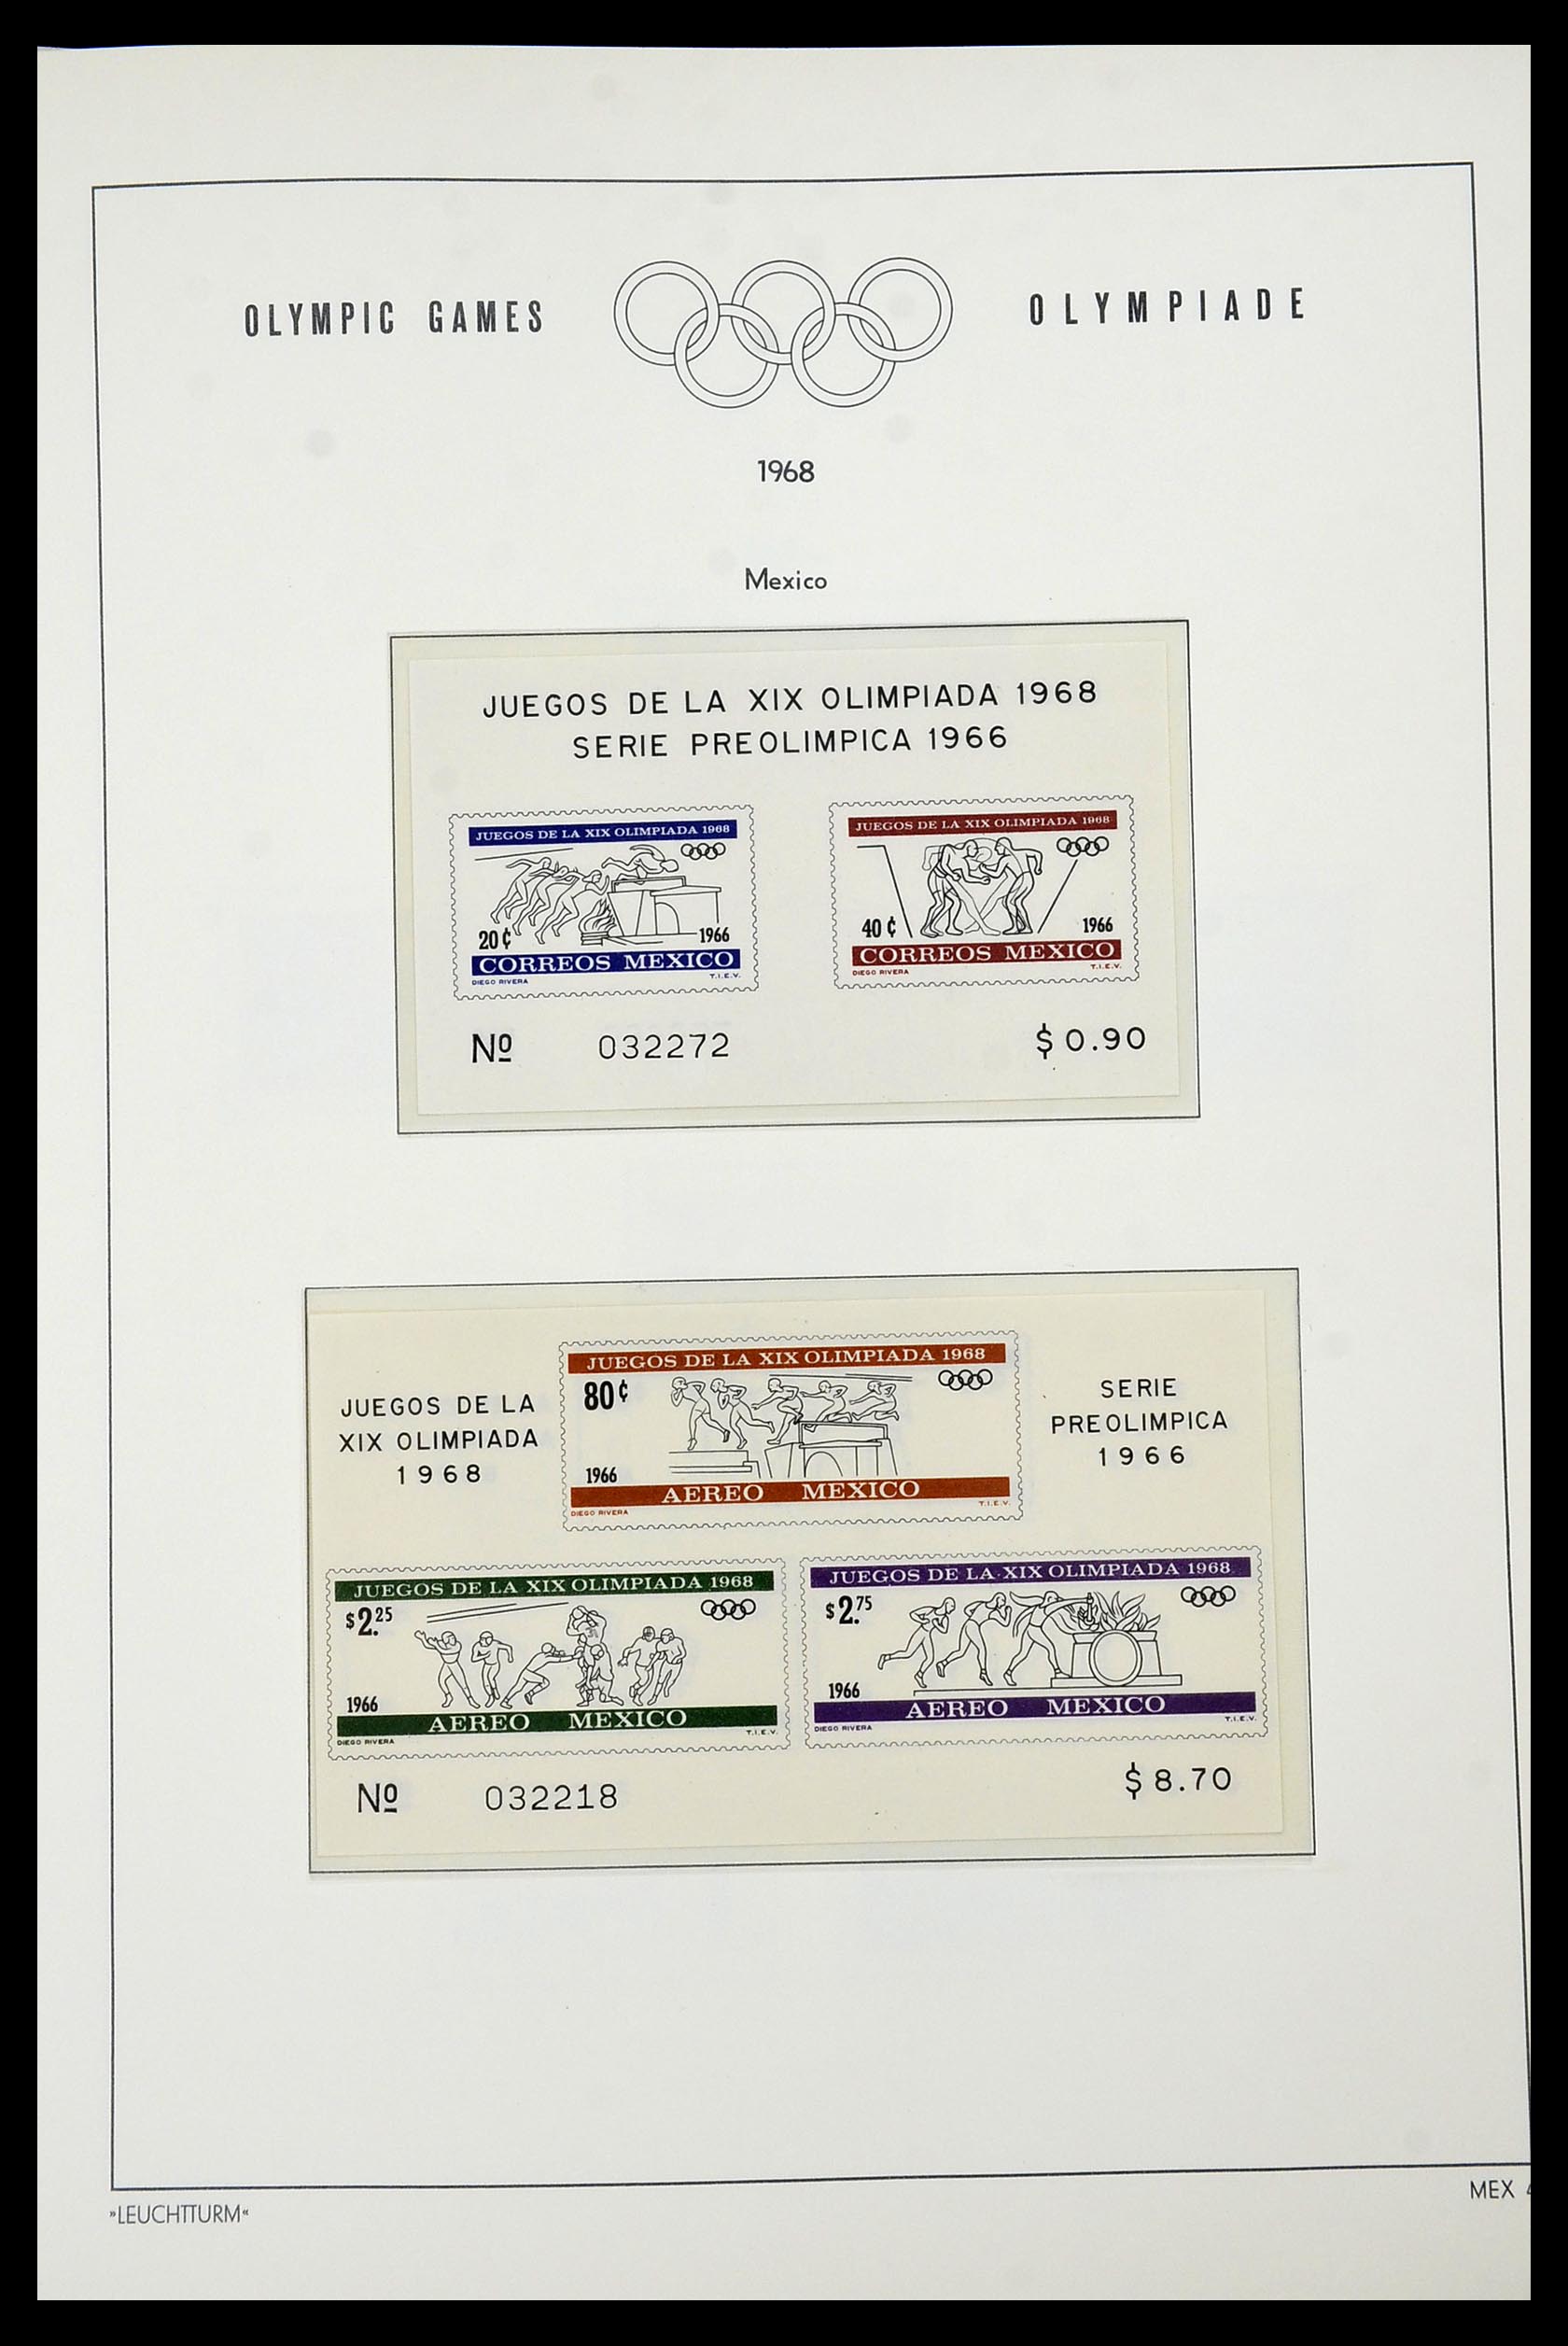 OLYMPIC GAMES
OLYMPIADE
1968
Mexico
JUEGOS DE LA XIX OLIMPIADA 1968
SERIE PREOLIMPICA 1966
JUEGOS DE LA XIX OLIMPIADA 1968
20¢
1966
CORREOS MEXICO
DIEGO RIVERA
T.I.E.V.
JUEGOS DE LA XIX OLIMPIADA 1968
40¢
1966
CORREOS MEXICO
DIEGO RIVERA
T.I.E.V.
Nº 032272
$0.90
JUEGOS DE LA
XIX OLIMPIADA
1968
JUEGOS DE LA XIX OLIMPIADA 1968
80¢
1966
AEREO MEXICO
DIEGO RIVERA
T.I.E.V.
SERIE
PREOLIMPICA
1966
JUEGOS DE LA XIX OLIMPIADA 1968
$2.25
1966
AEREO MEXICO
DIEGO RIVERA
T.I.E.V.
JUEGOS DE LA XIX OLIMPIADA 1968
$2.75
1966
AEREO MEXICO
DIEGO RIVERA
T.I.E.V.
Nº 032218
$8.70
»LEUCHTTURM«
MEX